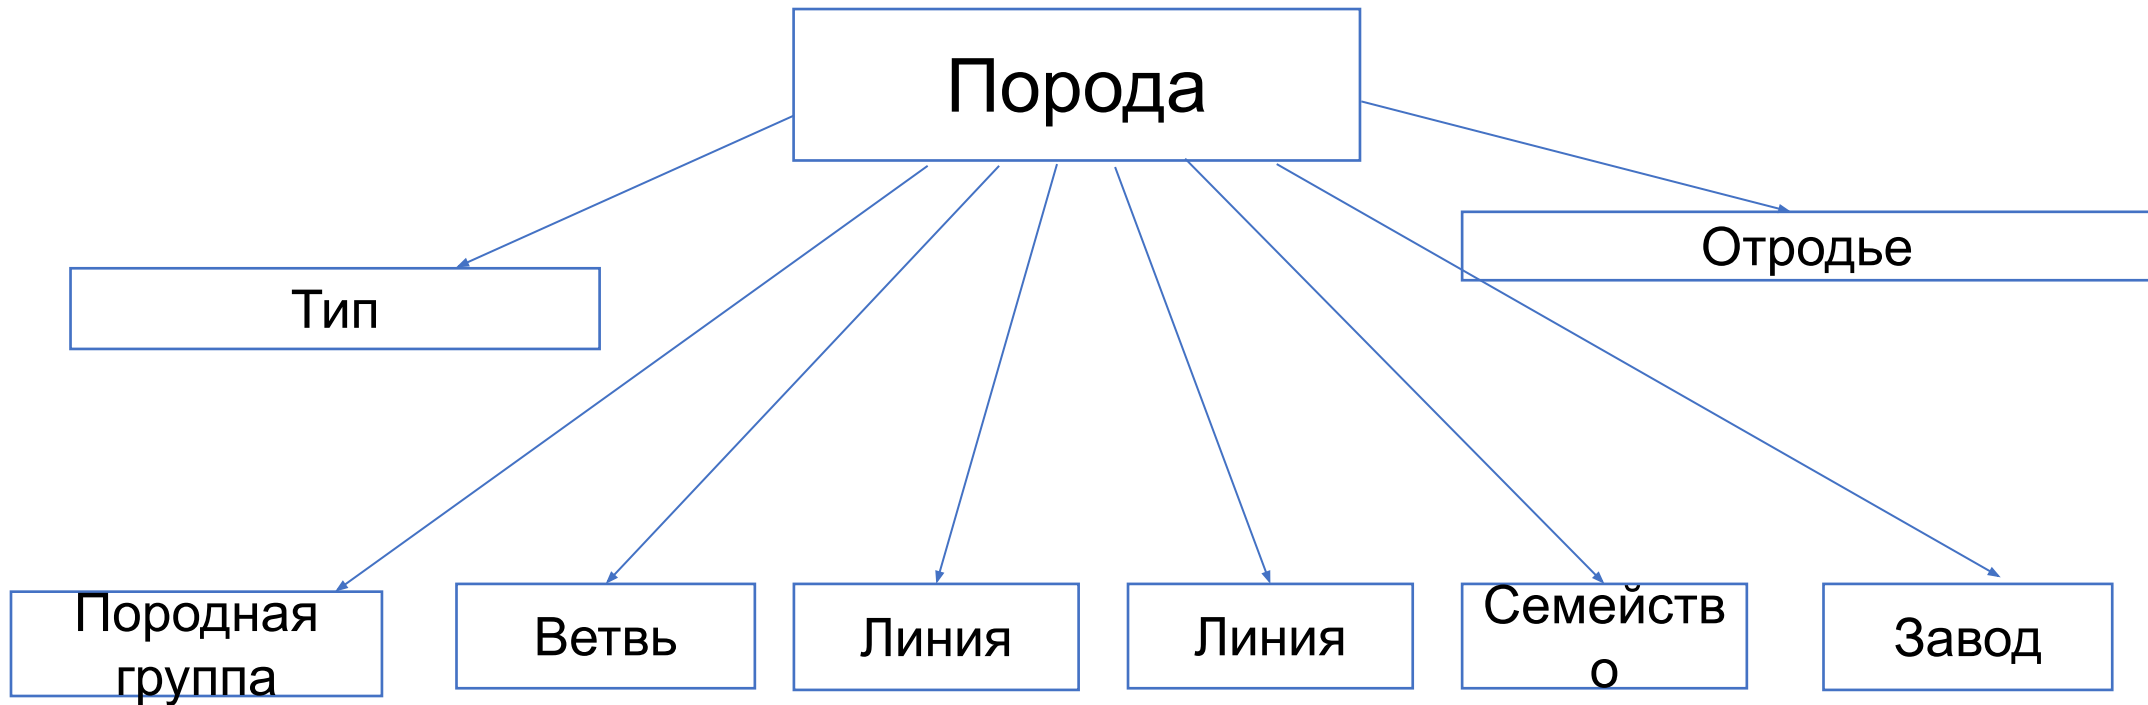 Порода
Отродье
Тип
Породная
группа
Ветвь
Линия
Линия
Семейств
о
Завод